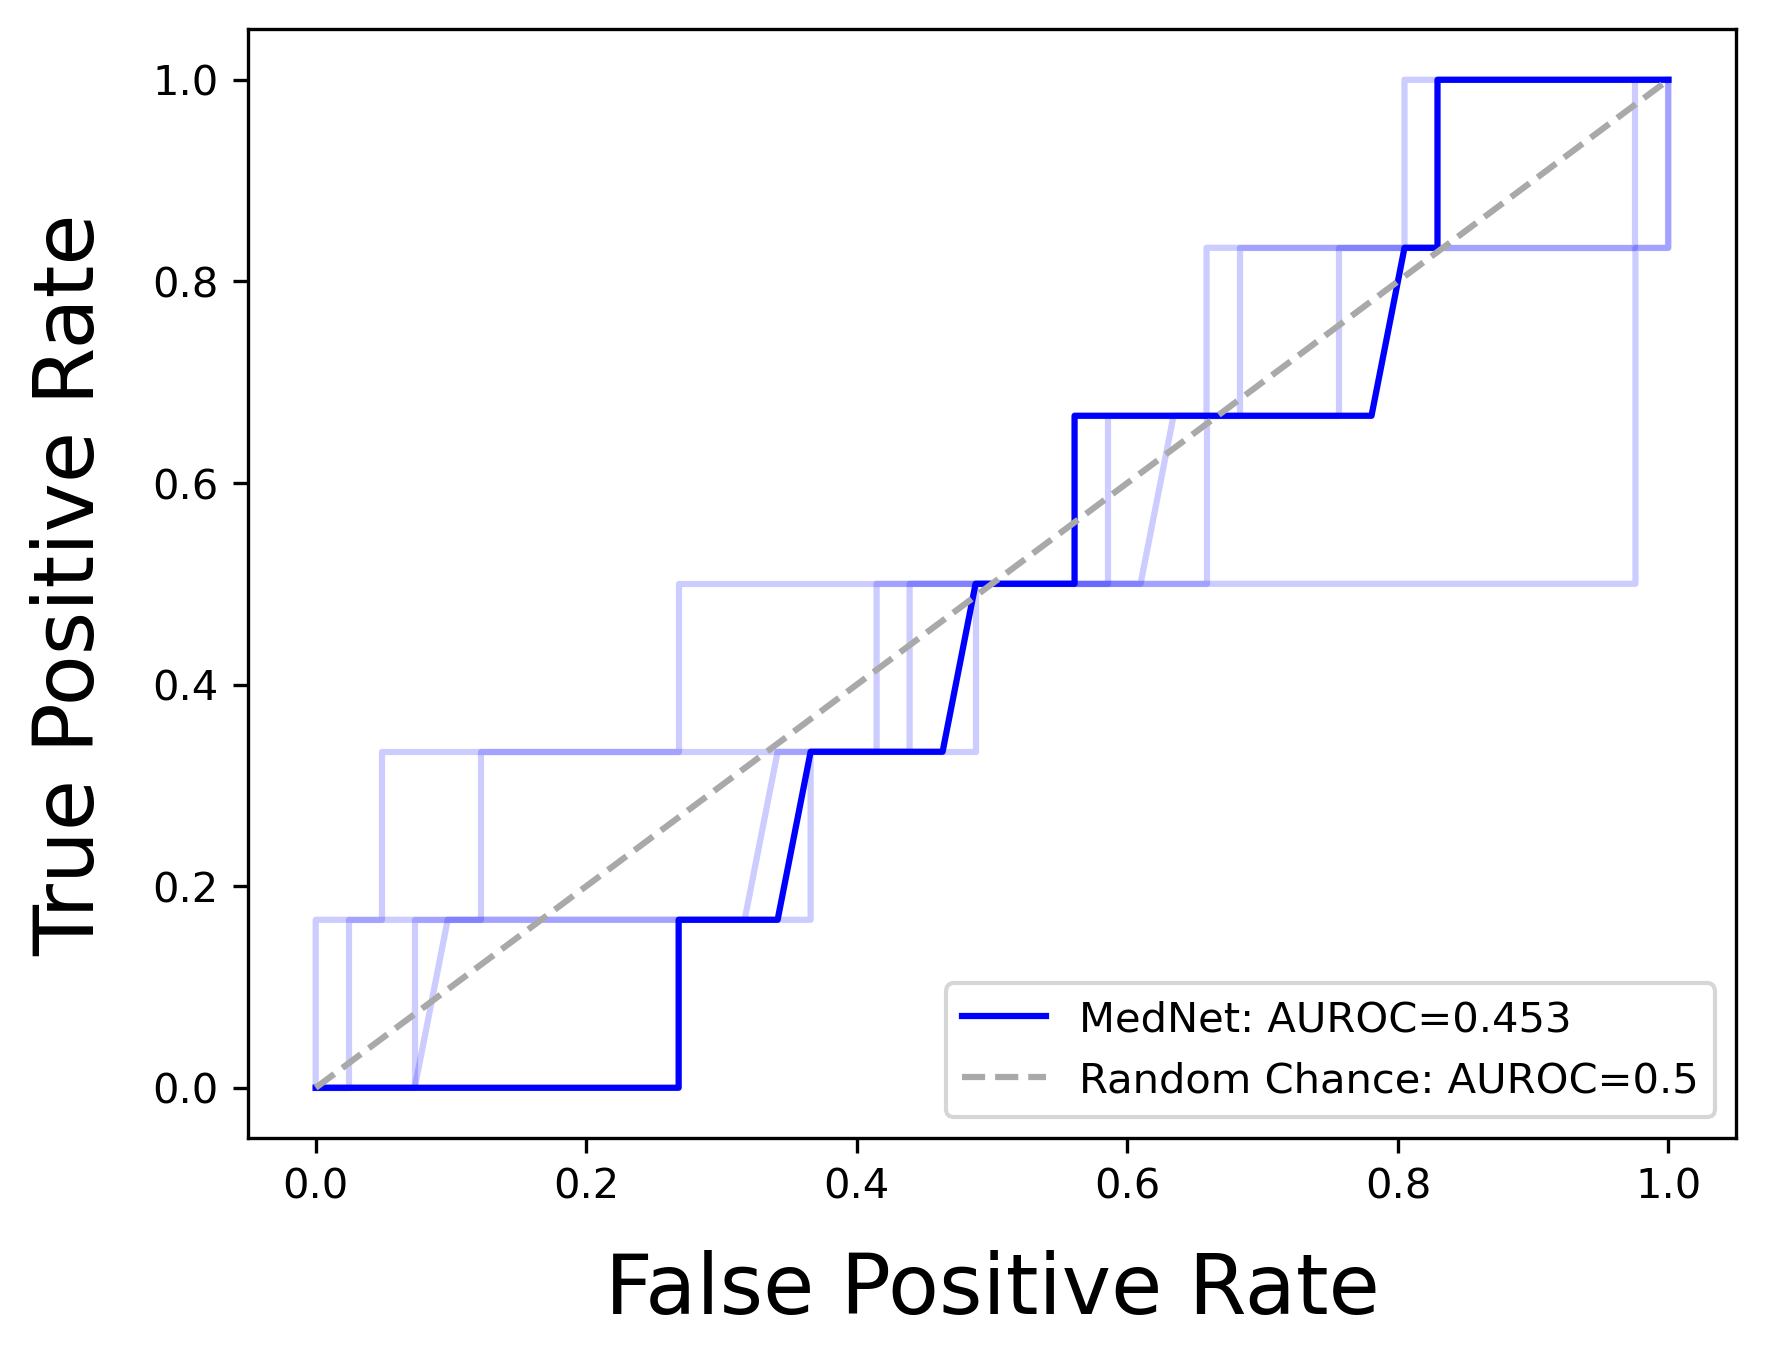 True Positive Rate
1.0
0.8
0.6
0.4
0.2
0.0
MedNet: AUROC=0.453
Random Chance: AUROC=0.5
0.0 0.2 0.4 0.6 0.8 1.0
False Positive Rate